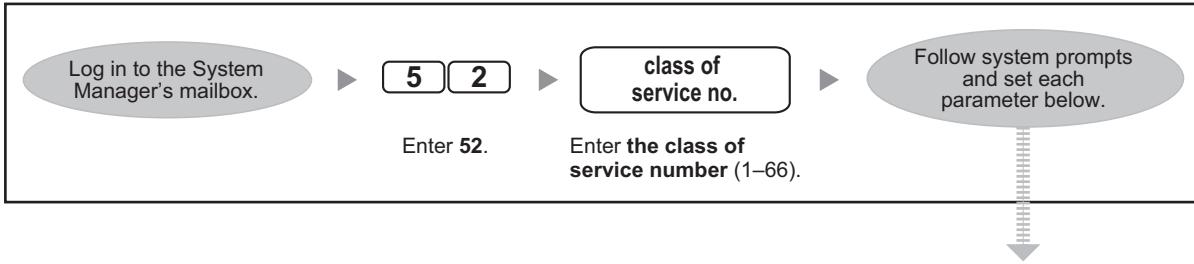 Log in to the System
Manager's mailbox.
5 2
Enter 52.
class of
service no.
Enter the class of
service number (1–66).
Follow system prompts
and set each
parameter below.